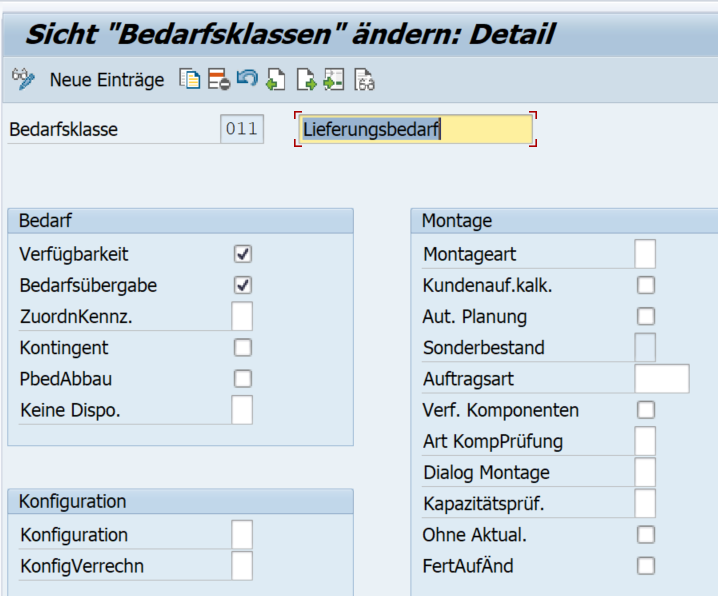 Sicht "Bedarfsklassen" ändern: Detail
Neue Einträge
Bedarfsklasse 011 Lieferungsbedarf
Bedarf
Verfügbarkeit
Bedarfsübergabe
ZuordnKennz.
Kontingent
PbedAbbau
Keine Dispo.
Konfiguration
Konfiguration
KonfigVerrechn
Montage
Montageart
Kundenauf.kalk.
Aut. Planung
Sonderbestand
Auftragsart
Verf. Komponenten
Art KompPrüfung
Dialog Montage
Kapazitätsprüf.
Ohne Aktual.
FertAufÄnd